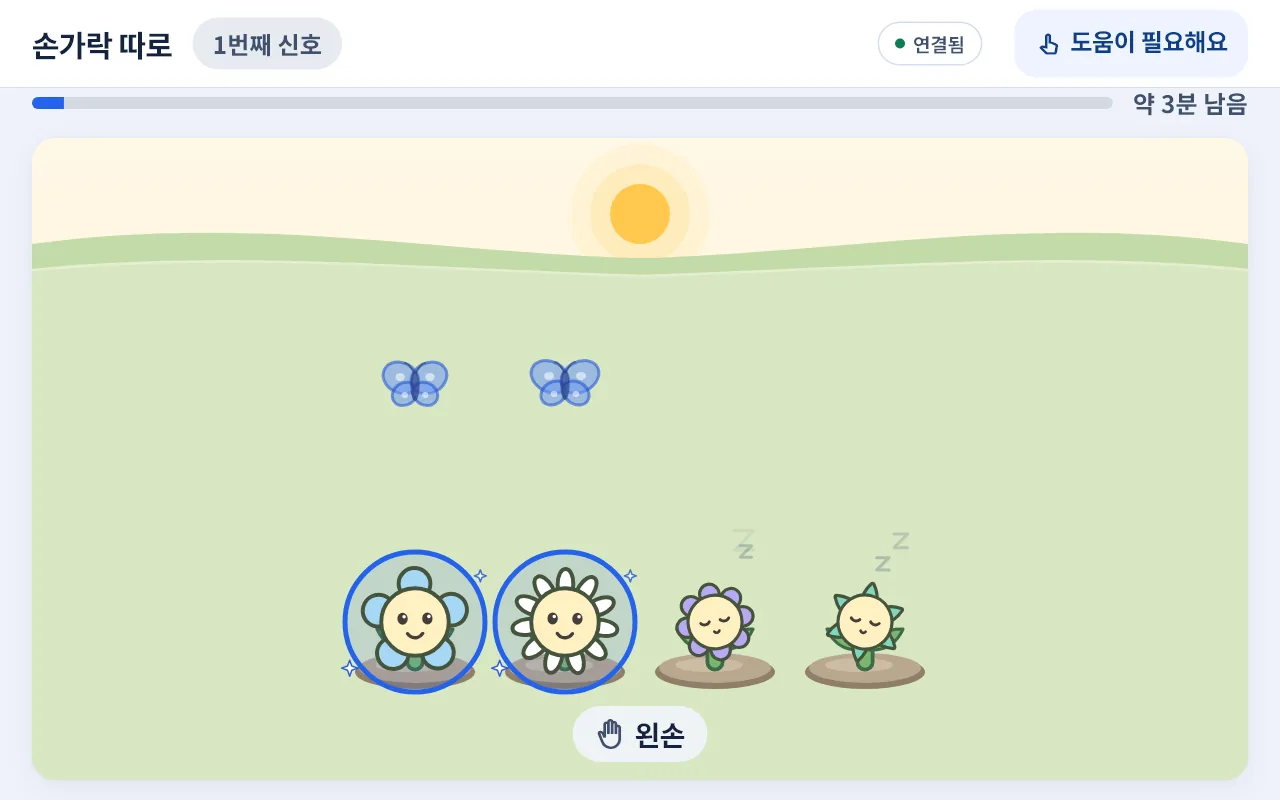 손가락 따로
1번째 신호
연결됨
도움이 필요해요
약 3분 남음
z
z
z
z
왼손